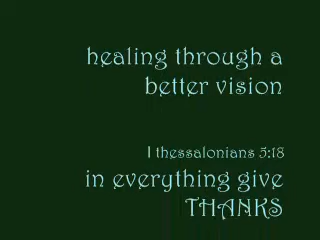 healing through a
better vision
I thessalonians 5:18
in everything give
THANKS